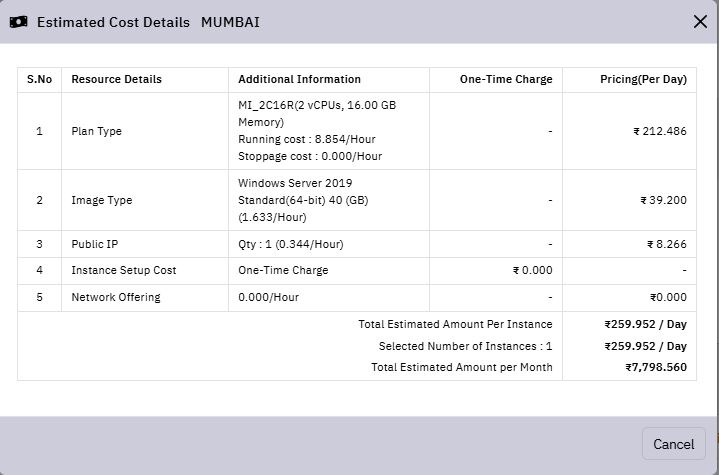 Estimated Cost Details MUMBAI
S.No Resource Details Additional Information One-Time Charge Pricing(Per Day)
1 Plan Type MI_2C16R(2 vCPUs, 16.00 GB
Memory)
Running cost : 8.854/Hour
Stoppage cost : 0.000/Hour - ₹ 212.486
2 Image Type Windows Server 2019
Standard(64-bit) 40 (GB)
(1.633/Hour) - ₹ 39.200
3 Public IP Qty : 1 (0.344/Hour) - ₹ 8.266
4 Instance Setup Cost One-Time Charge ₹ 0.000 -
5 Network Offering 0.000/Hour - ₹0.000
Total Estimated Amount Per Instance ₹259.952 / Day
Selected Number of Instances : 1 ₹259.952 / Day
Total Estimated Amount per Month ₹7,798.560
Cancel